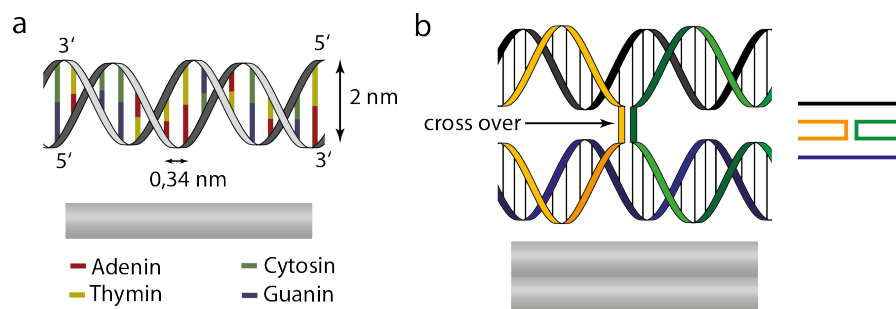 a
3‘
5‘
2 nm
5‘
3‘
0,34 nm
Adenin
Cytosin
Thymin
Guanin
b
cross over